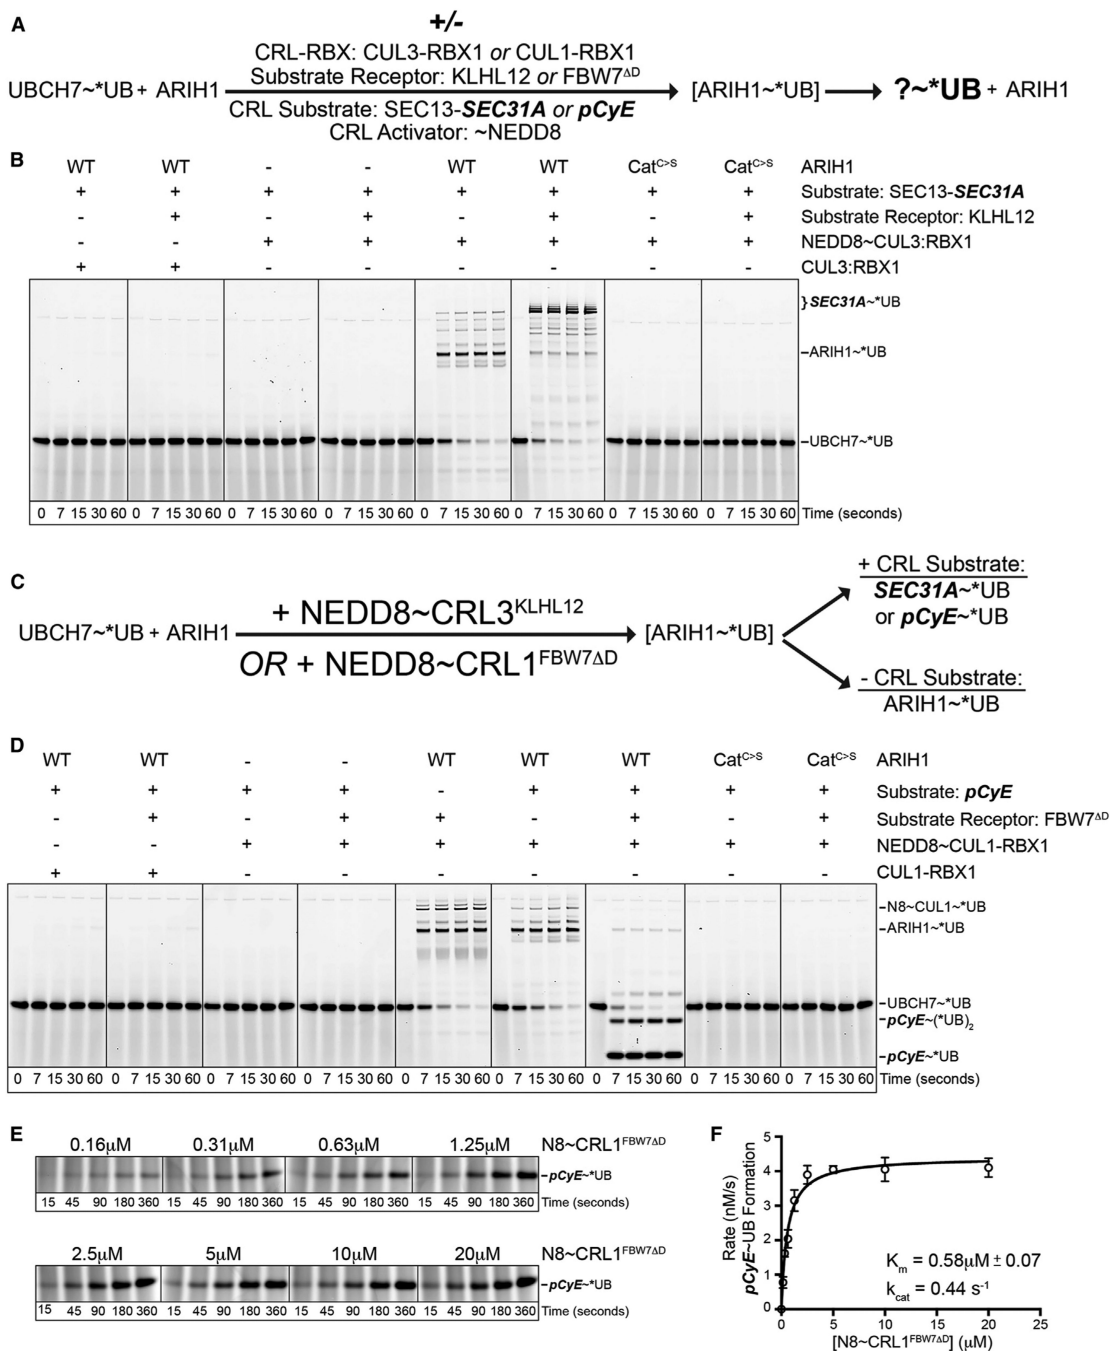 A
+/-
CRL-RBX: CUL3-RBX1 or CUL1-RBX1
Substrate Receptor: KLHL12 or FBW7ΔD
UBCH7~*UB + ARIH1
[ARIH1~*UB]
?~*UB + ARIH1
CRL Substrate: SEC13-SEC31A or pCyE
CRL Activator: ~NEDD8
B
WT WT - - WT WT CatC>S CatC>S ARIH1
+ + + + + + + + Substrate: SEC13-SEC31A
- + - + - + - + Substrate Receptor: KLHL12
- - + + + + + + NEDD8~CUL3:RBX1
+ + - - - - - - CUL3:RBX1
}SEC31A~*UB
-ARIH1~*UB
-UBCH7~*UB
0 7 15 30 60 0 7 15 30 60 0 7 15 30 60 0 7 15 30 60 0 7 15 30 60 0 7 15 30 60 0 7 15 30 60 0 7 15 30 60 Time (seconds)
C
+ NEDD8~CRL3KLHL12
UBCH7~*UB + ARIH1
OR + NEDD8~CRL1FBW7ΔD
[ARIH1~*UB]
+ CRL Substrate:
SEC31A~*UB
or pCyE~*UB
- CRL Substrate:
ARIH1~*UB
D
WT WT - - WT WT WT CatC>S CatC>S ARIH1
+ + + + - + + + + Substrate: pCyE
- + - + + - + - + Substrate Receptor: FBW7ΔD
- - + + + + + + + NEDD8~CUL1-RBX1
+ + - - - - - - - CUL1-RBX1
-N8~CUL1~*UB
-ARIH1~*UB
-UBCH7~*UB
-pCyE~(*UB)2
-pCyE~*UB
0 7 15 30 60 0 7 15 30 60 0 7 15 30 60 0 7 15 30 60 0 7 15 30 60 0 7 15 30 60 0 7 15 30 60 0 7 15 30 60 0 7 15 30 60 Time (seconds)
E
0.16μM 0.31μM 0.63μM 1.25μM N8~CRL1FBW7ΔD
-pCyE~*UB
15 45 90 180 360 15 45 90 180 360 15 45 90 180 360 15 45 90 180 360 Time (seconds)
2.5μM 5μM 10μM 20μM N8~CRL1FBW7ΔD
-pCyE~*UB
15 45 90 180 360 15 45 90 180 360 15 45 90 180 360 15 45 90 180 360 Time (seconds)
F
Rate (nM/s)
pCyE~UB Formation
5
4
3
2
1
0
Km = 0.58μM ± 0.07
kcat = 0.44 s-1
0 5 10 15 20 25
[N8~CRL1FBW7ΔD] (μM)